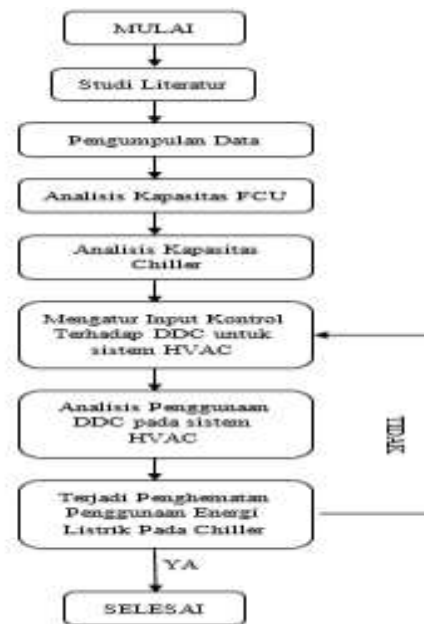 MULAI
Studi Literatur
Pengumpulan Data
Analisis Kapasitas FCU
Analisis Kapasitas
Chiller
Mengatur Input Kontrol
Terhadap DDC untuk
sistem HVAC
Analisis Penggunaan
DDC pada sistem
HVAC
TIDAK
Terjadi Penghematan
Penggunaan Energi
Listrik Pada Chiller
YA
SELESAI